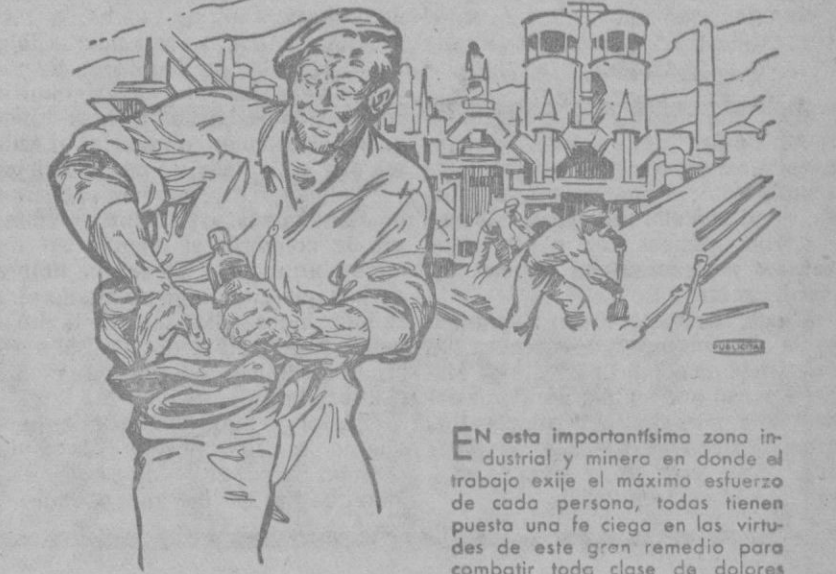 PUBLICITAS
EN esta importantísima zona in-
dustrial y minera en donde el
trabajo exije el máximo esfuerzo
de cada persona, todas tienen
puesta una fe ciega en las virtu-
des de este gran remedio para
combatir toda clase de dolores